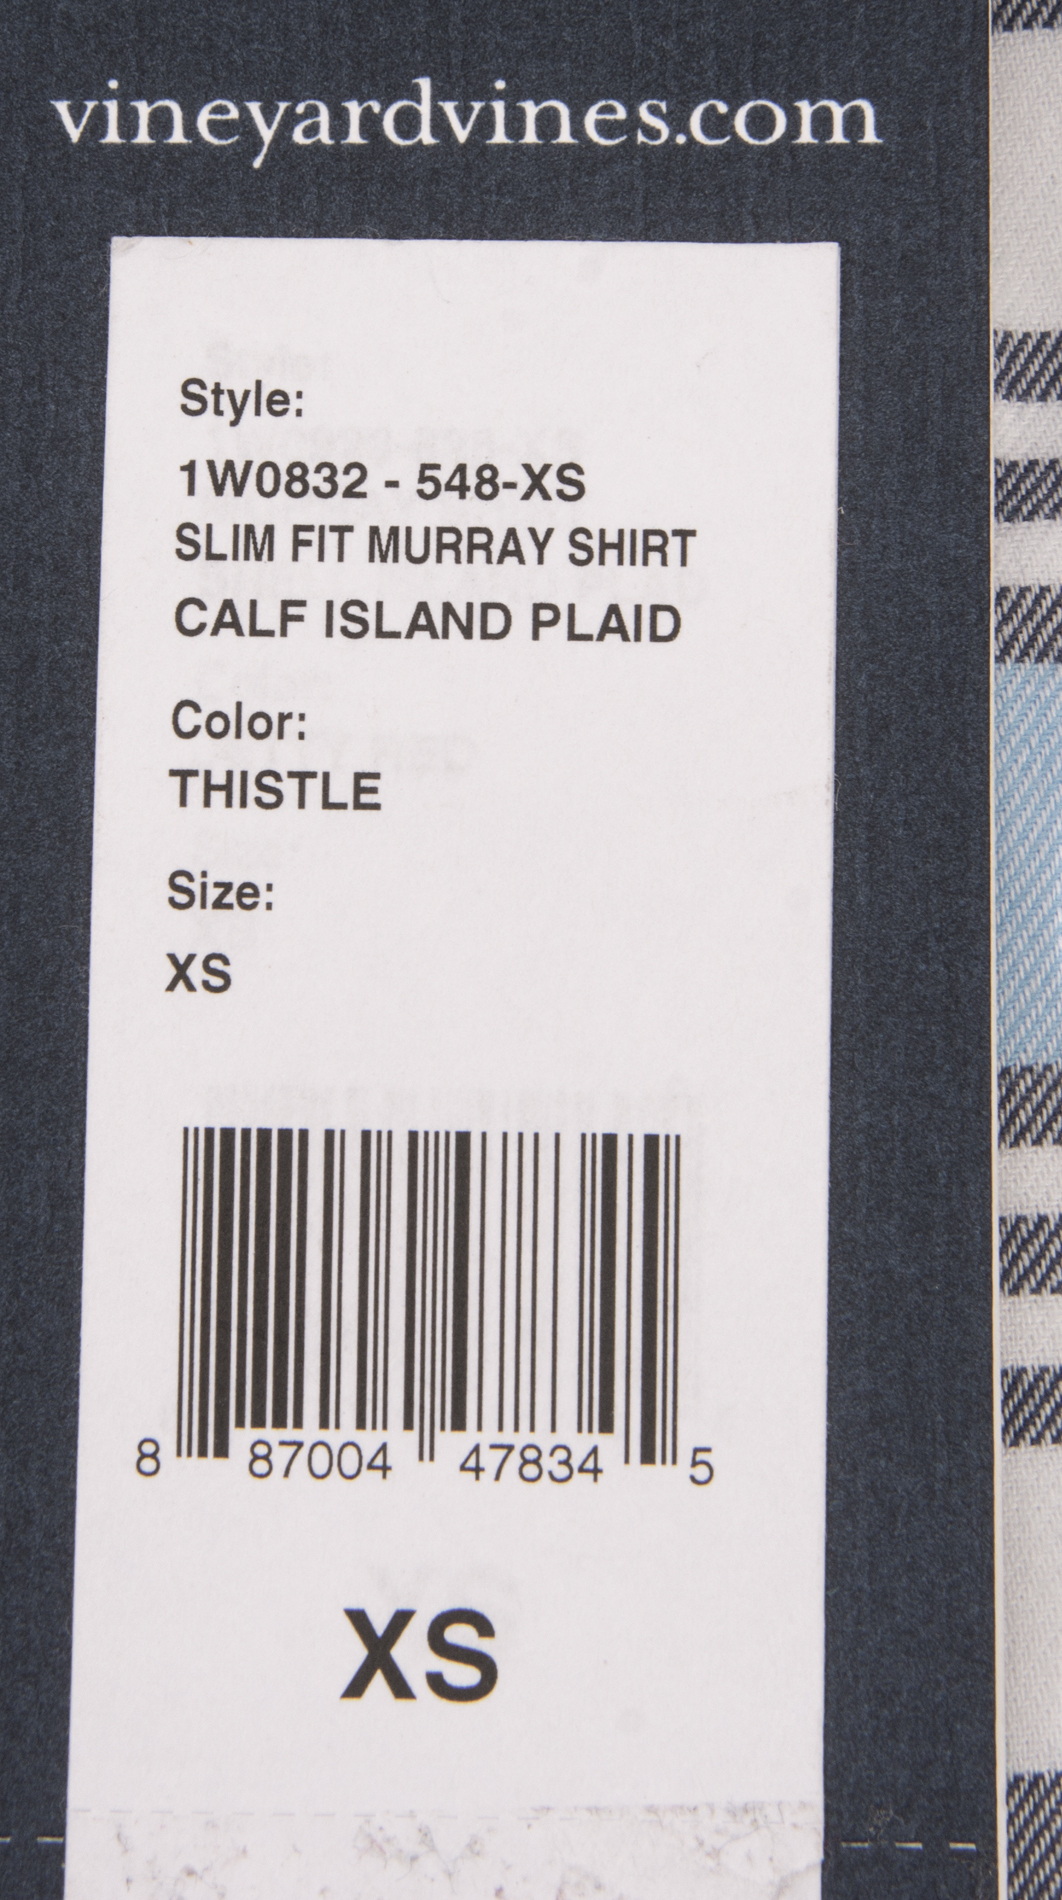 vineyardvines.com
Style:
1W0832 - 548-XS
SLIM FIT MURRAY SHIRT
CALF ISLAND PLAID
Color:
THISTLE
Size:
XS
8 87004 47834 5
XS